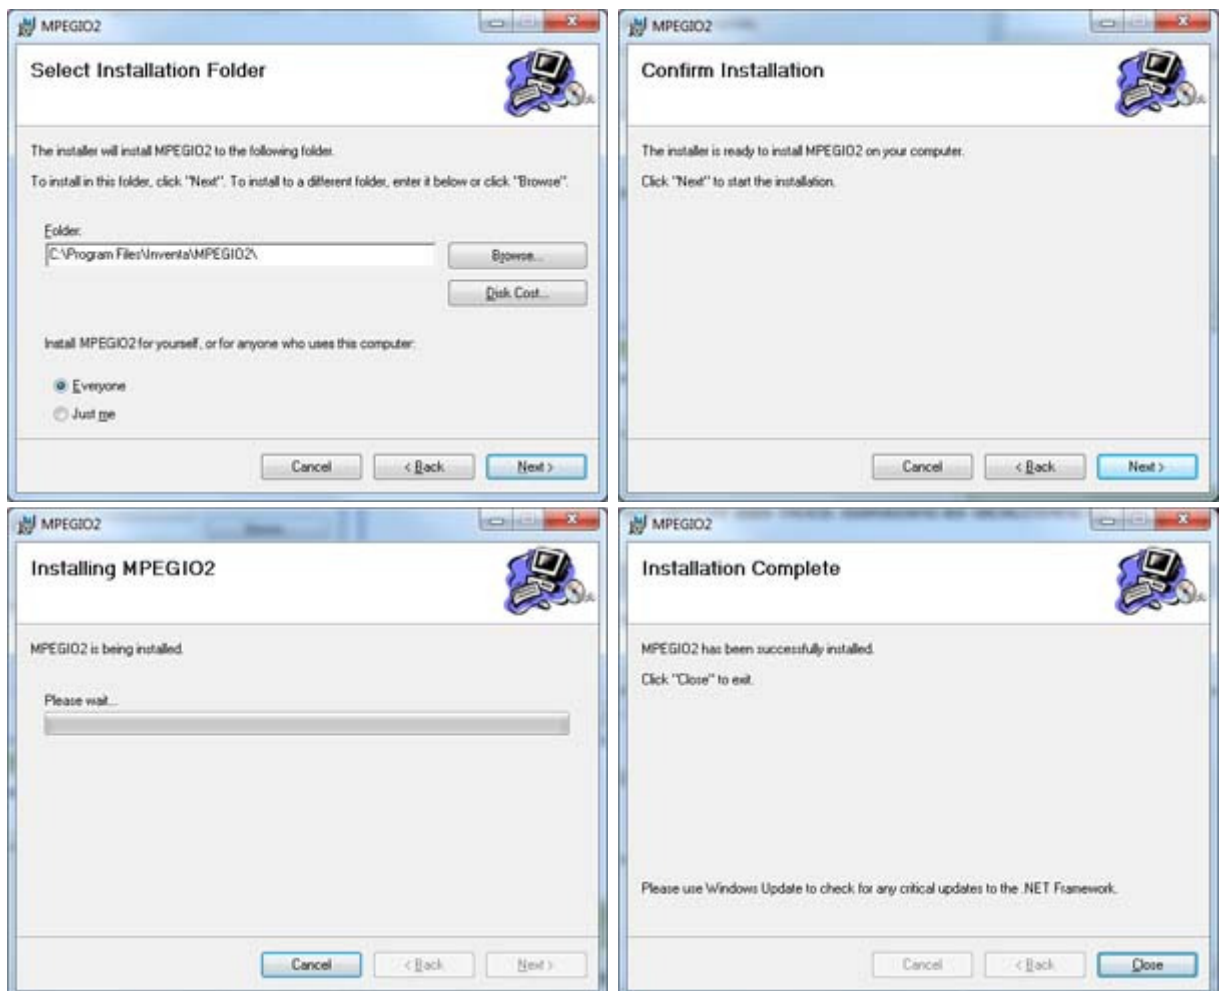 MPEGIO2
Select Installation Folder
The installer will install MPEGIO2 to the following folder.
To install in this folder, click "Next". To install to a different folder, enter it below or click "Browse".
Folder:
C:\Program Files\Inventa\MPEGIO2\
Browse...
Disk Cost...
Install MPEGIO2 for yourself, or for anyone who uses this computer:
Everyone
Just me
Cancel
< Back
Next >
MPEGIO2
Confirm Installation
The installer is ready to install MPEGIO2 on your computer.
Click "Next" to start the installation.
Cancel
< Back
Next >
MPEGIO2
Installing MPEGIO2
MPEGIO2 is being installed.
Please wait...
Cancel
< Back
Next >
MPEGIO2
Installation Complete
MPEGIO2 has been successfully installed.
Click "Close" to exit.
Please use Windows Update to check for any critical updates to the .NET Framework.
Cancel
< Back
Close